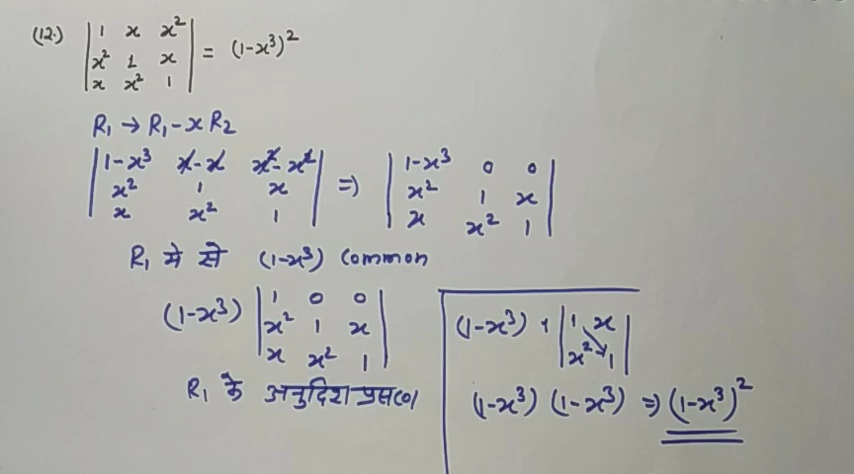 (12.) | 1 x x² |
| x² 1 x | = (1-x³)²
| x x² 1 |
R₁ → R₁ - xR₂
| 1-x³ x-x x²-x² | ⇒ | 1-x³ 0 0 |
| x² 1 x | | x² 1 x |
| x x² 1 | | x x² 1 |
R₁ मे से (1-x³) common
(1-x³) | 1 0 0 |
| x² 1 x |
| x x² 1 |
R₁ के अनुदिश
(1-x³) 1 | 1 x |
| x² 1 |
(1-x³) (1-x³) ⇒ (1-x³)²